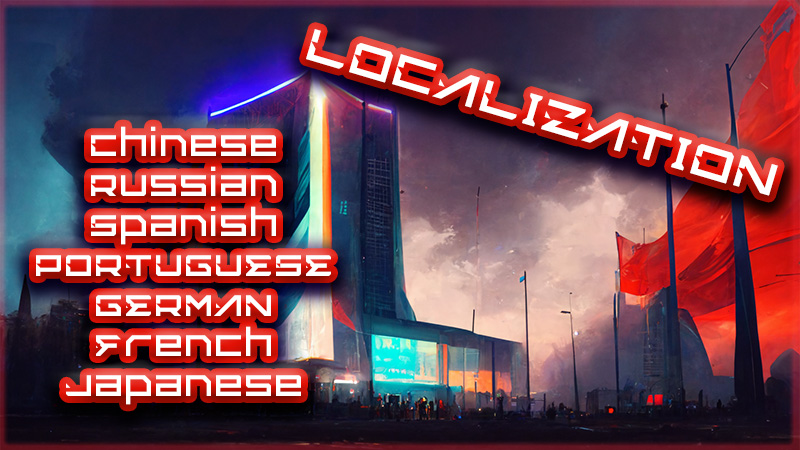 LOCALIZATION
Chinese
Russian
Spanish
PORTUGUESE
GERMAN
French
Japanese